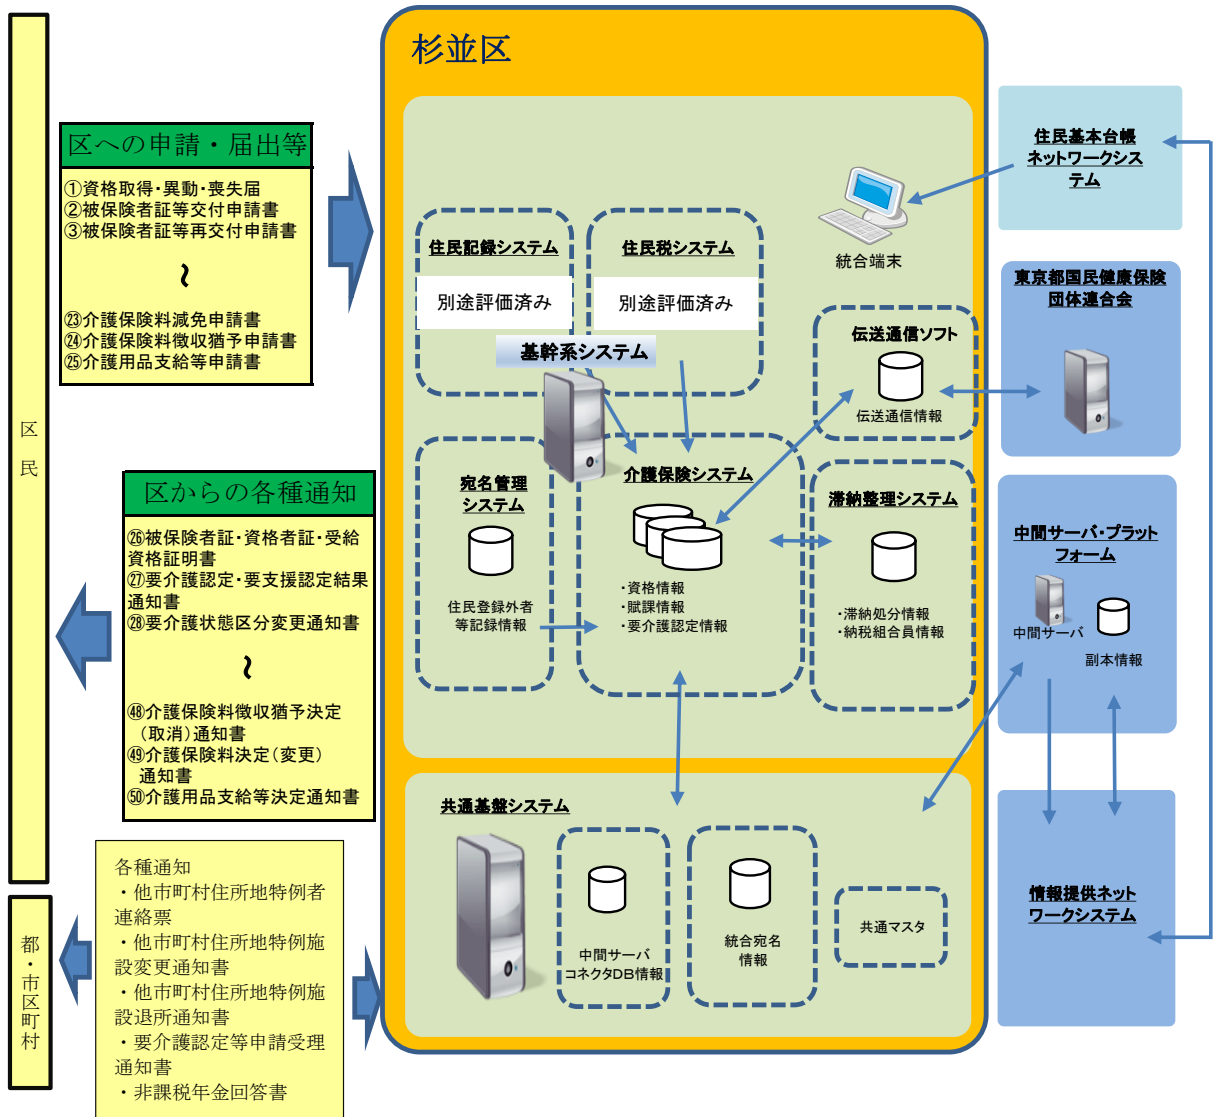 杉並区
区への申請・届出等
①資格取得・異動・喪失届
②被保険者証等交付申請書
③被保険者証等再交付申請書
～
㉓介護保険料減免申請書
㉔介護保険料徴収猶予申請書
㉕介護用品支給等申請書
区民
区からの各種通知
㉖被保険者証・資格者証・受給
資格証明書
㉗要介護認定・要支援認定結果
通知書
㉘要介護状態区分変更通知書
～
㊽介護保険料徴収猶予決定
（取消）通知書
㊾介護保険料決定（変更）
通知書
㊿介護用品支給等決定通知書
都・市区町村
各種通知
・他市町村住所地特例者
連絡票
・他市町村住所地特例施
設変更通知書
・他市町村住所地特例施
設退所通知書
・要介護認定等申請受理
通知書
・非課税年金回答書
住民記録システム
別途評価済み
住民税システム
別途評価済み
基幹系システム
統合端末
伝送通信ソフト
伝送通信情報
宛名管理
システム
住民登録外者
等記録情報
介護保険システム
・資格情報
・賦課情報
・要介護認定情報
滞納整理システム
・滞納処分情報
・納税組合員情報
共通基盤システム
中間サーバ
コネクタDB情報
統合宛名
情報
共通マスタ
住民基本台帳
ネットワークシス
テム
東京都国民健康保険
団体連合会
中間サーバ・プラット
フォーム
中間サーバ
副本情報
情報提供ネット
ワークシステム